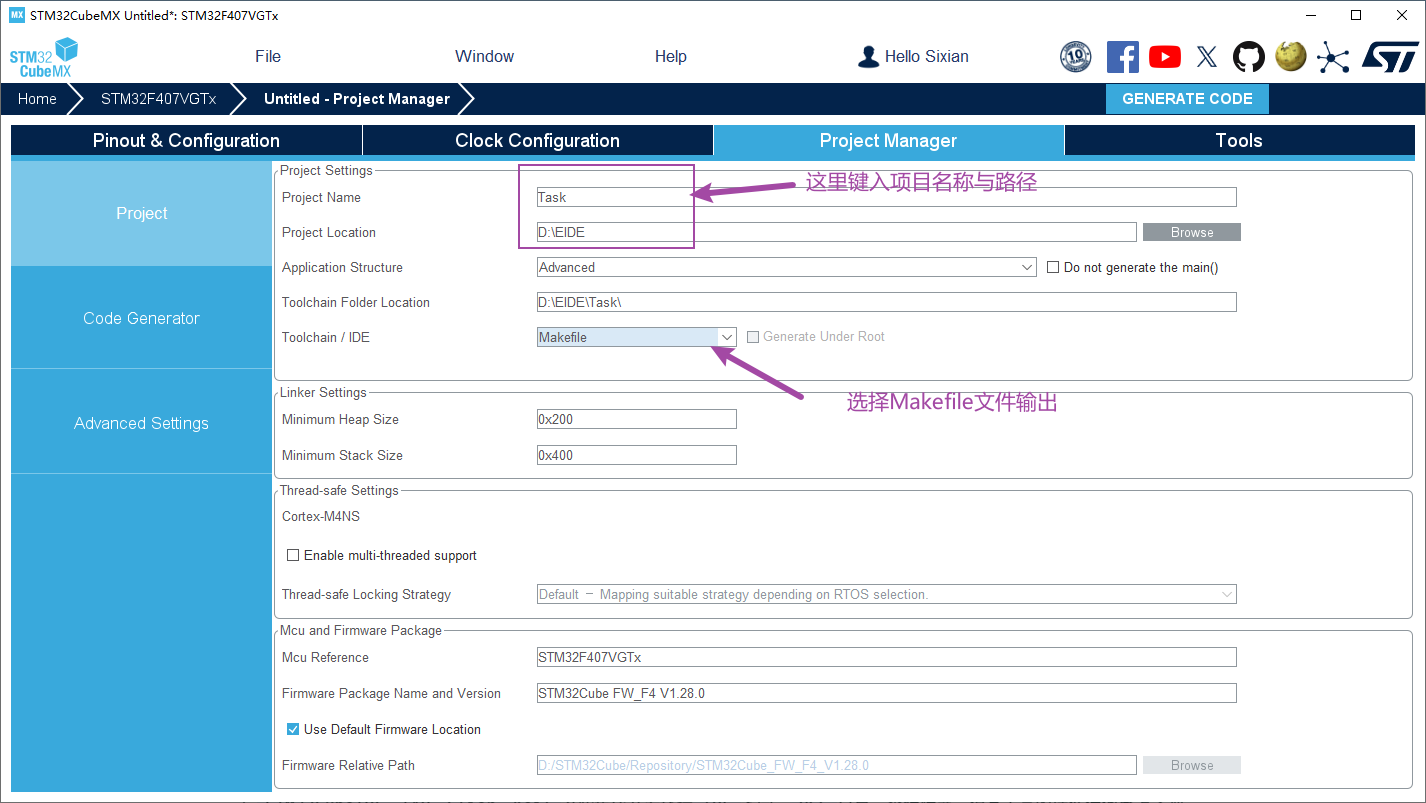 MX STM32CubeMX Untitled*: STM32F407VGTx
STM32
CubeMX
File
Window
Help
Hello Sixian
10
ST
Home
STM32F407VGTx
Untitled - Project Manager
GENERATE CODE
Pinout & Configuration
Clock Configuration
Project Manager
Tools
Project
Code Generator
Advanced Settings
Project Settings
Project Name
Task
这里键入项目名称与路径
Project Location
D:\EIDE
Browse
Application Structure
Advanced
Do not generate the main()
Toolchain Folder Location
D:\EIDE\Task\
Toolchain / IDE
Makefile
Generate Under Root
选择Makefile文件输出
Linker Settings
Minimum Heap Size
0x200
Minimum Stack Size
0x400
Thread-safe Settings
Cortex-M4NS
Enable multi-threaded support
Thread-safe Locking Strategy
Default – Mapping suitable strategy depending on RTOS selection.
Mcu and Firmware Package
Mcu Reference
STM32F407VGTx
Firmware Package Name and Version
STM32Cube FW_F4 V1.28.0
Use Default Firmware Location
Firmware Relative Path
D:/STM32Cube/Repository/STM32Cube_FW_F4_V1.28.0
Browse